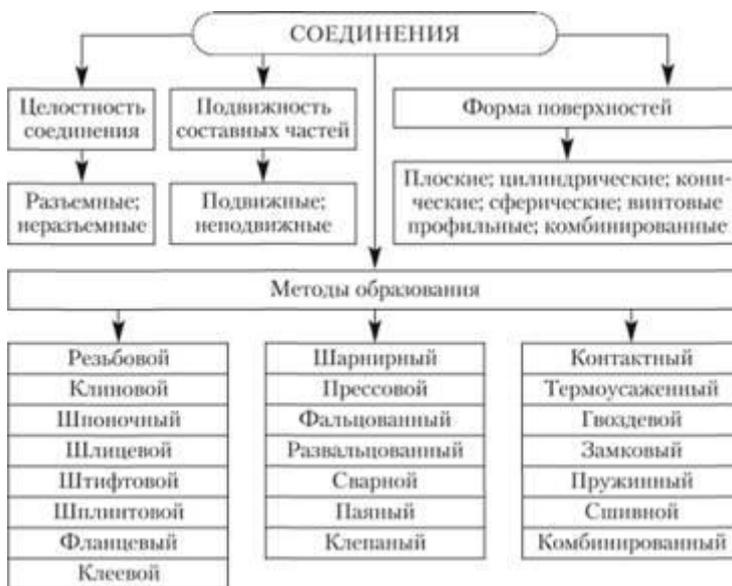 СОЕДИНЕНИЯ
Целостность
соединения
Подвижность
составных частей
Форма поверхностей
Разъемные;
неразъемные
Подвижные;
неподвижные
Плоские; цилиндрические; кони-
ческие; сферические; винтовые
профильные; комбинированные
Методы образования
Резьбовой
Клиновой
Шпоночный
Шлицевой
Штифтовой
Шплинтовой
Фланцевый
Клеевой
Шарнирный
Прессовой
Фальцованный
Развальцованный
Сварной
Паяный
Клепаный
Контактный
Термоусаженный
Гвоздевой
Замковый
Пружинный
Сшивной
Комбинированный